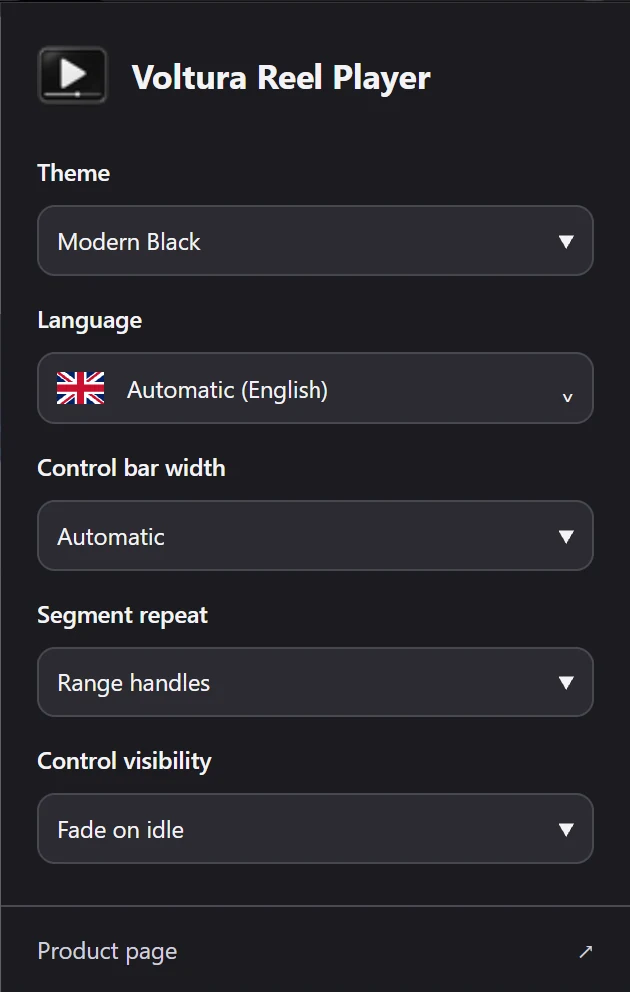 Voltura Reel Player
Theme
Modern Black
Language
Automatic (English)
Control bar width
Automatic
Segment repeat
Range handles
Control visibility
Fade on idle
Product page